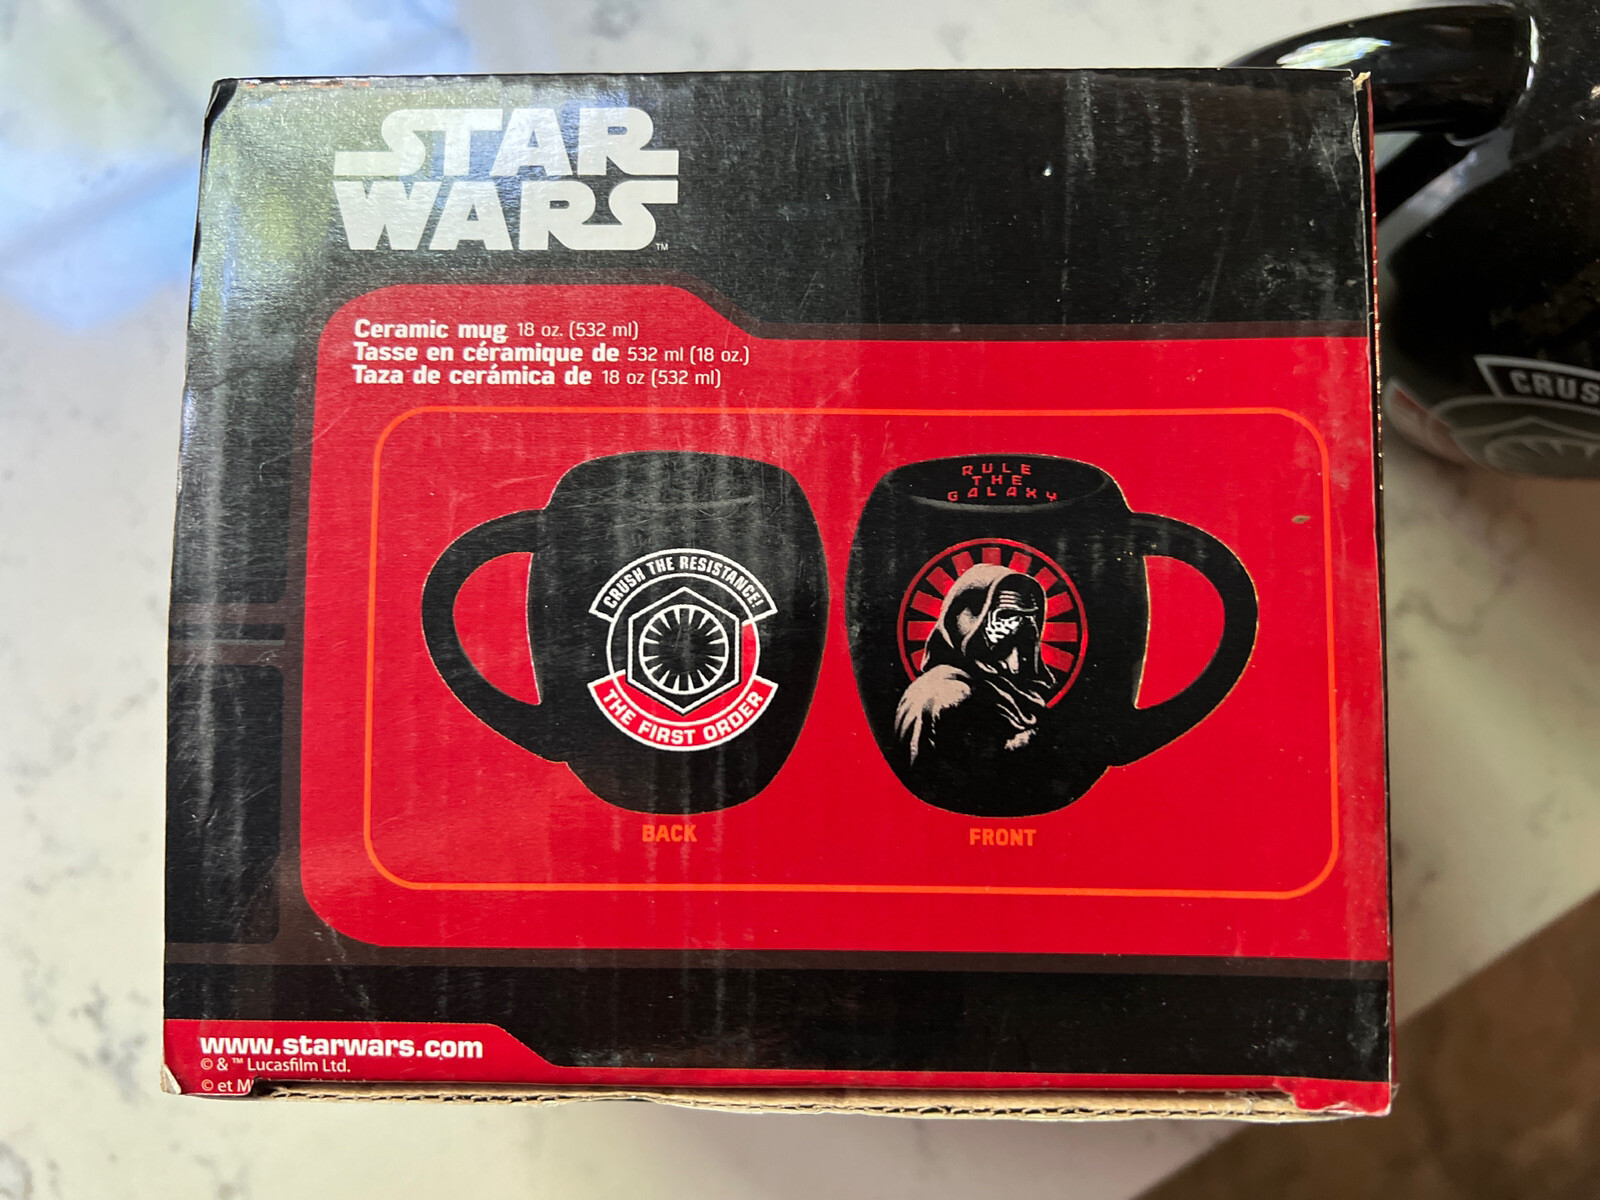 STAR
WARS™
Ceramic mug 18 oz. (532 ml)
Tasse en céramique de 532 ml (18 oz.)
Taza de cerámica de 18 oz (532 ml)
CRUSH THE RESISTANCE!
THE FIRST ORDER
BACK
RULE
THE
GALAXY
FRONT
CRUS
www.starwars.com
© & ™ Lucasfilm Ltd.
© et